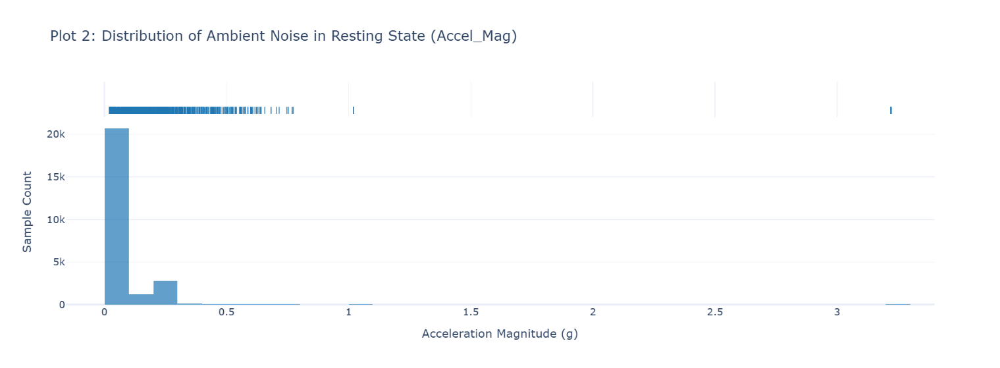 Plot 2: Distribution of Ambient Noise in Resting State (Accel_Mag)
20k
15k
10k
5k
0
Sample Count
0 0.5 1 1.5 2 2.5 3
Acceleration Magnitude (g)